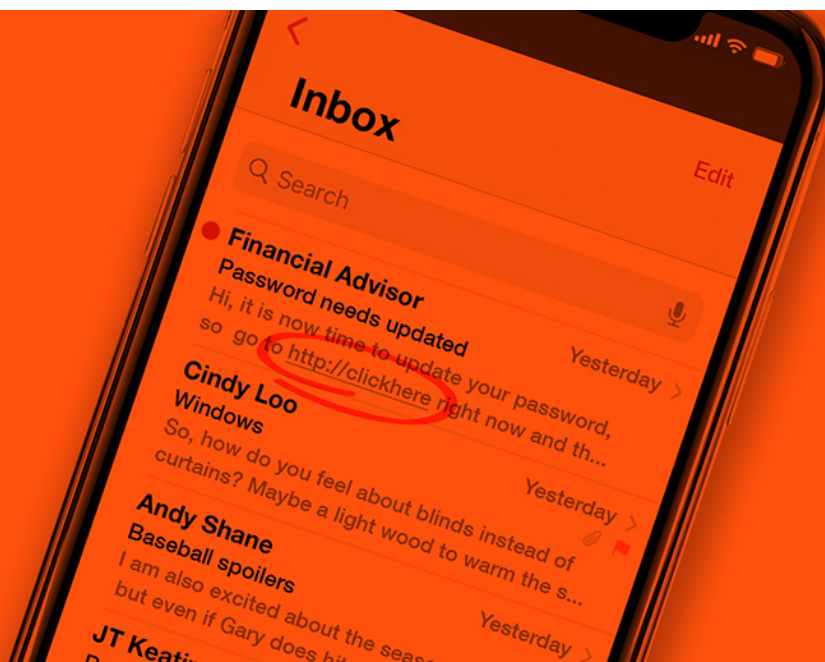 Inbox
Edit
Search
Financial Advisor
Yesterday
Password needs updated
Hi, it is now time to update your password,
so go to http://clickhere right now and th...
Cindy Loo
Yesterday
Windows
So, how do you feel about blinds instead of
curtains? Maybe a light wood to warm the s...
Andy Shane
Yesterday
Baseball spoilers
I am also excited about the
but even if Gary does
JT